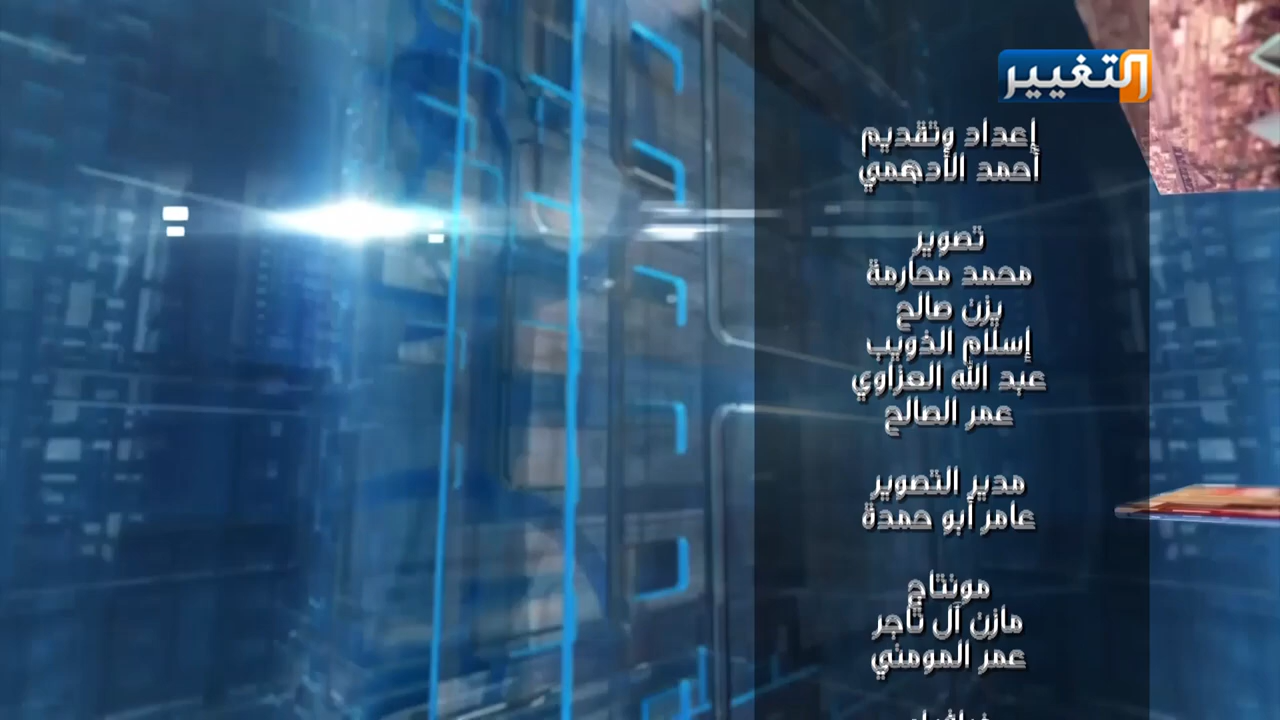 التغيير
إعداد وتقديم
أحمد الأدهمي
تصوير
محمد محارمة
يزن صالح
إسلام الذويب
عبد الله العزاوي
عمر الصالح
مدير التصوير
عامر أبو حمدة
مونتاج
مازن آل تاجر
عمر المومني